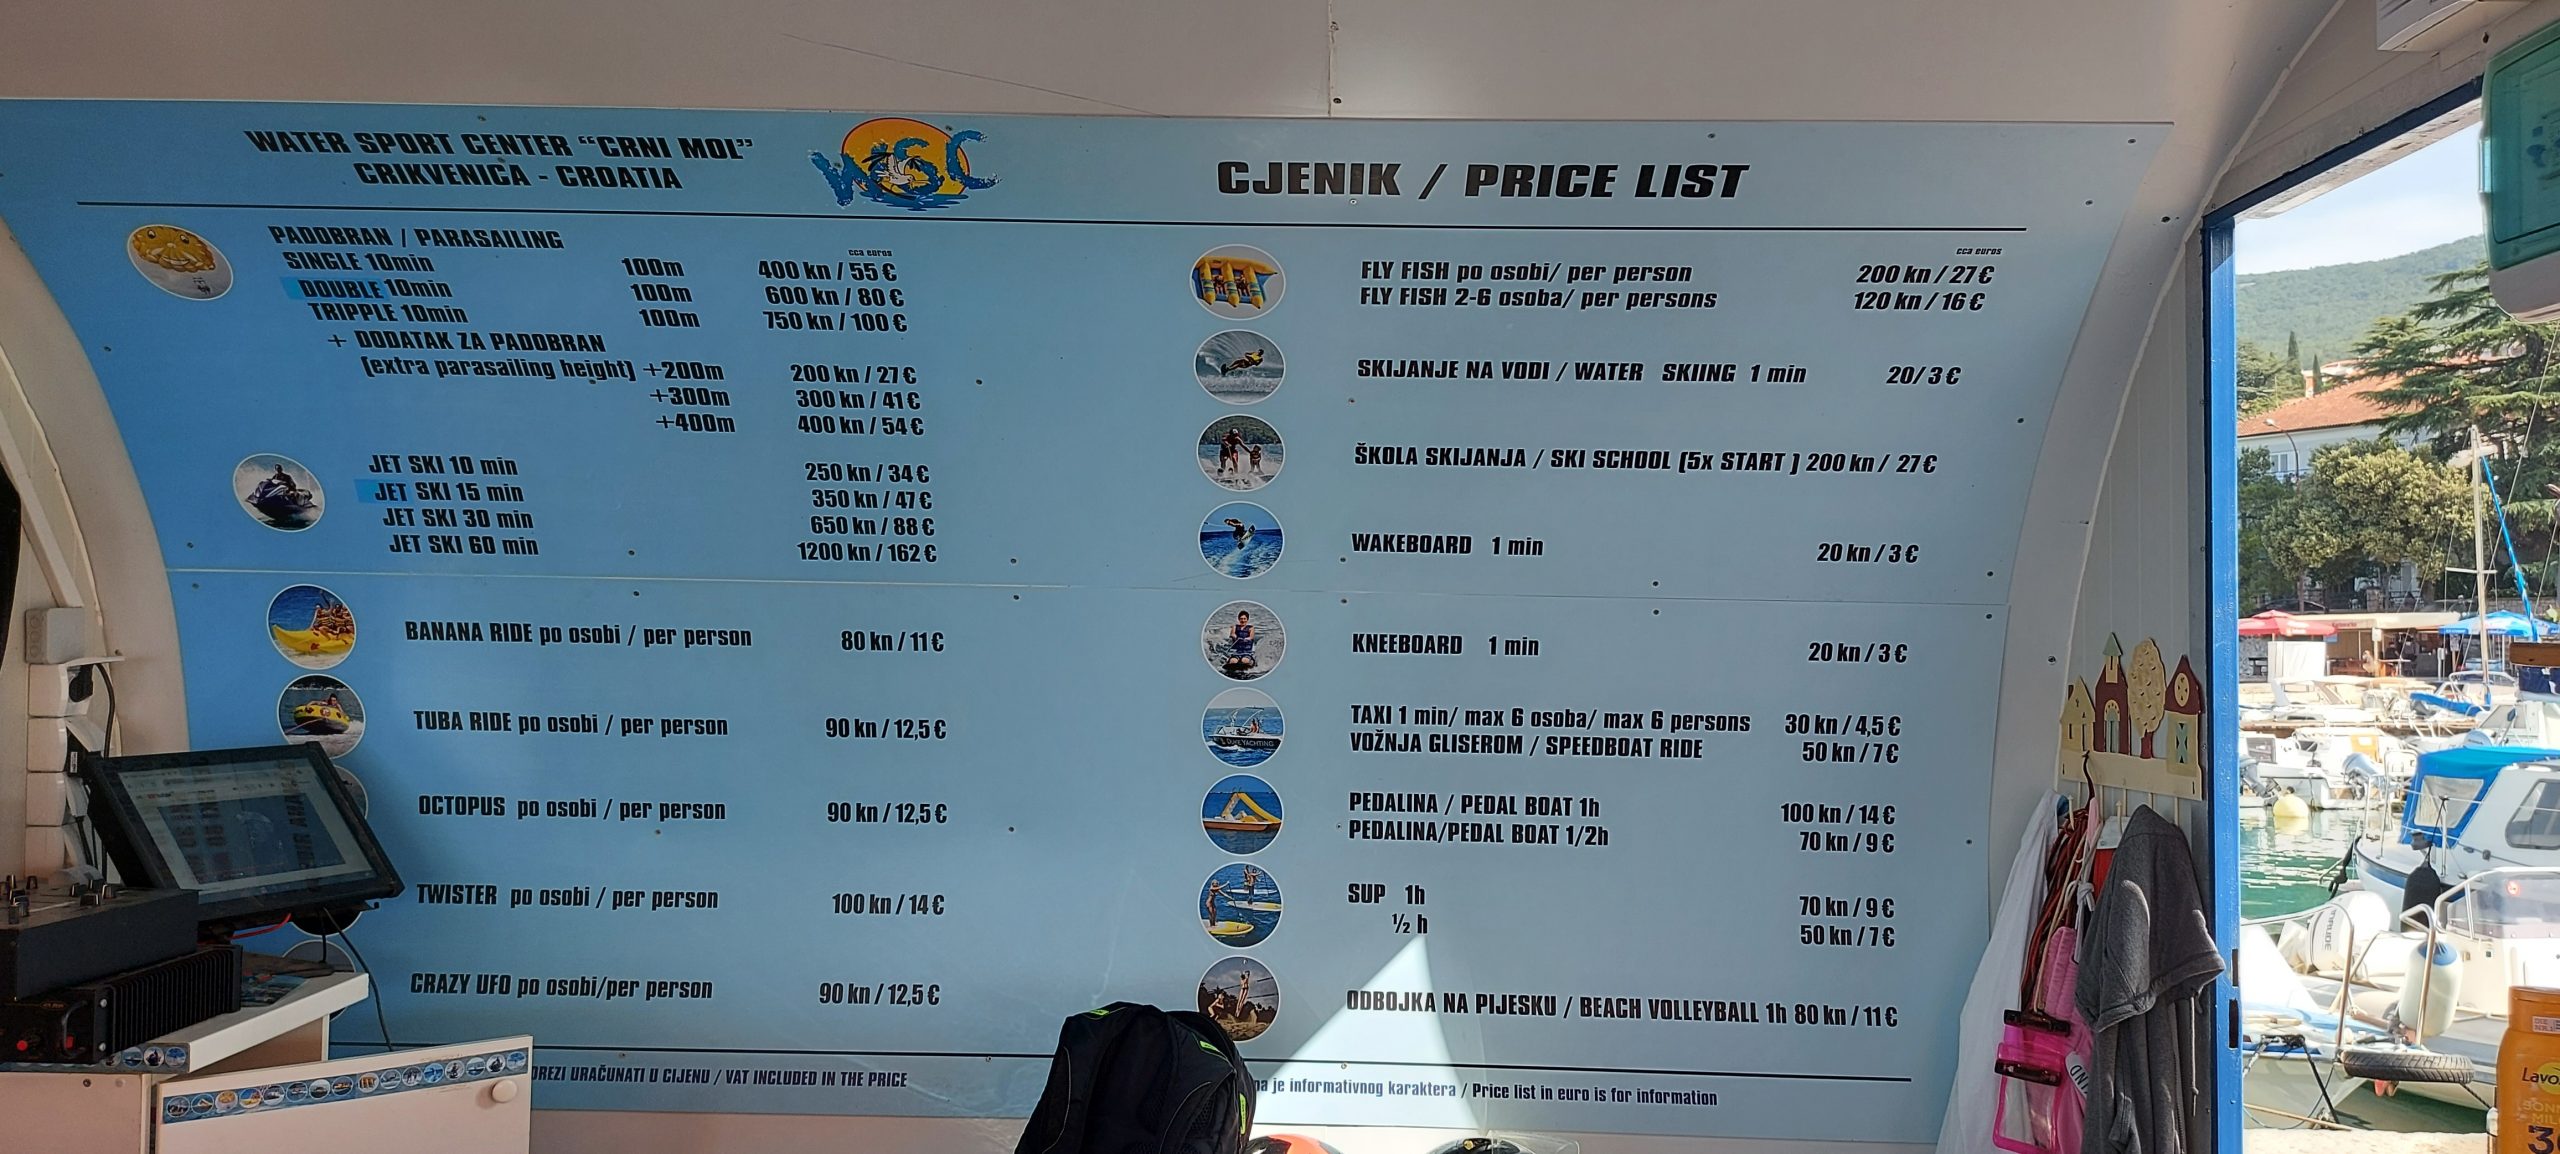 WATER SPORT CENTER “CRNI MOL”
CRIKVENICA - CROATIA
WSC
CJENIK / PRICE LIST
PADOBRAN / PARASAILING
cca euros
SINGLE 10min 100m 400 kn / 55 €
DOUBLE 10min 100m 600 kn / 80 €
TRIPPLE 10min 100m 750 kn / 100 €
+ DODATAK ZA PADOBRAN
(extra parasailing height) +200m 200 kn / 27 €
+300m 300 kn / 41 €
+400m 400 kn / 54 €
JET SKI 10 min 250 kn / 34 €
JET SKI 15 min 350 kn / 47 €
JET SKI 30 min 650 kn / 88 €
JET SKI 60 min 1200 kn / 162 €
BANANA RIDE po osobi / per person 80 kn / 11 €
TUBA RIDE po osobi / per person 90 kn / 12,5 €
OCTOPUS po osobi / per person 90 kn / 12,5 €
TWISTER po osobi / per person 100 kn / 14 €
CRAZY UFO po osobi/per person 90 kn / 12,5 €
URAČUNATI U CIJENU / VAT INCLUDED IN THE PRICE
cca euros
FLY FISH po osobi/ per person 200 kn / 27 €
FLY FISH 2-6 osoba/ per persons 120 kn / 16 €
SKIJANJE NA VODI / WATER SKIING 1 min 20/ 3 €
ŠKOLA SKIJANJA / SKI SCHOOL (5x START ) 200 kn / 27 €
WAKEBOARD 1 min 20 kn / 3 €
KNEEBOARD 1 min 20 kn / 3 €
TAXI 1 min/ max 6 osoba/ max 6 persons 30 kn / 4,5 €
VOŽNJA GLISEROM / SPEEDBOAT RIDE 50 kn / 7 €
PEDALINA / PEDAL BOAT 1h 100 kn / 14 €
PEDALINA/PEDAL BOAT 1/2h 70 kn / 9 €
SUP 1h 70 kn / 9 €
½ h 50 kn / 7 €
ODBOJKA NA PIJESKU / BEACH VOLLEYBALL 1h 80 kn / 11 €
je informativnog karaktera / Price list in euro is for information